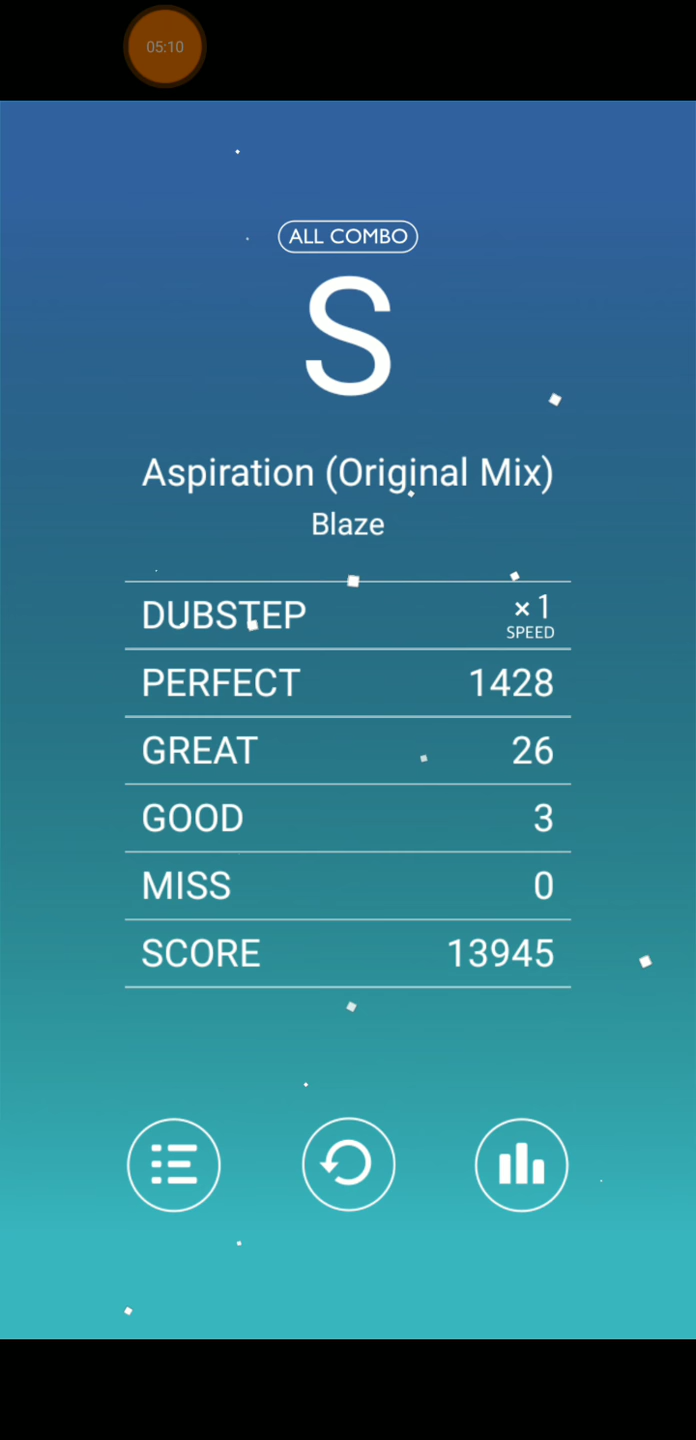 05:10
ALL COMBO
S
Aspiration (Original Mix)
Blaze
DUBSTEP ×1
SPEED
PERFECT 1428
GREAT 26
GOOD 3
MISS 0
SCORE 13945